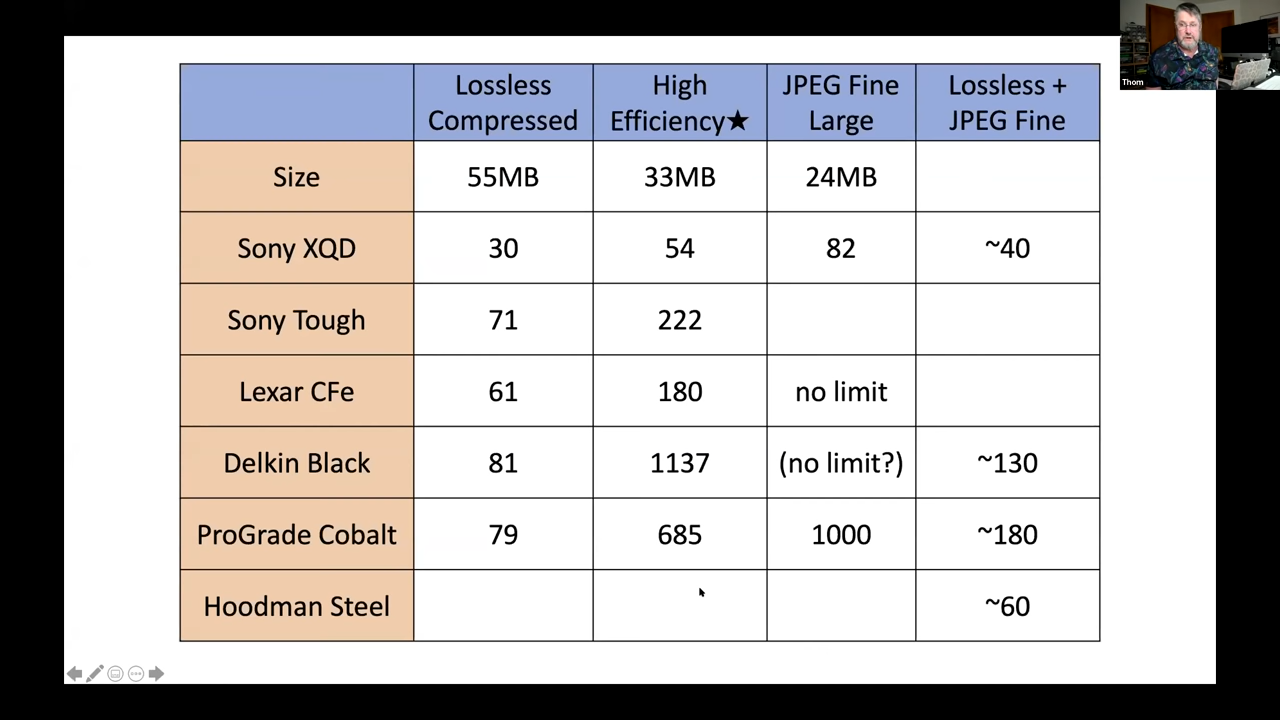 Thom
Lossless Compressed
High Efficiency★
JPEG Fine Large
Lossless + JPEG Fine
Size 55MB 33MB 24MB
Sony XQD 30 54 82 ~40
Sony Tough 71 222
Lexar CFe 61 180 no limit
Delkin Black 81 1137 (no limit?) ~130
ProGrade Cobalt 79 685 1000 ~180
Hoodman Steel ~60